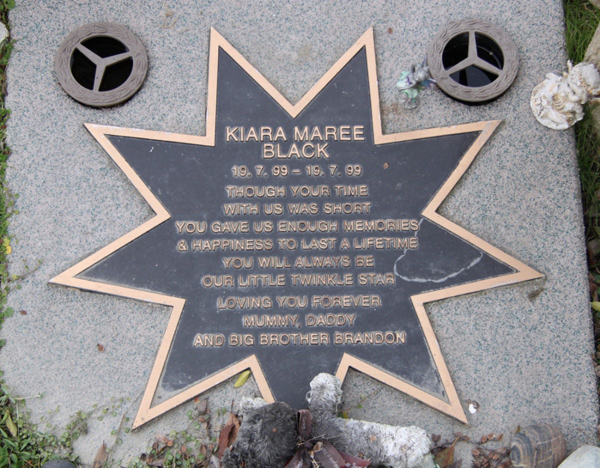 KIARA MAREE
BLACK
19. 7. 99 - 19. 7. 99
THOUGH YOUR TIME
WITH US WAS SHORT
YOU GAVE US ENOUGH MEMORIES
& HAPPINESS TO LAST A LIFETIME
YOU WILL ALWAYS BE
OUR LITTLE TWINKLE STAR
LOVING YOU FOREVER
MUMMY, DADDY
AND BIG BROTHER BRANDON